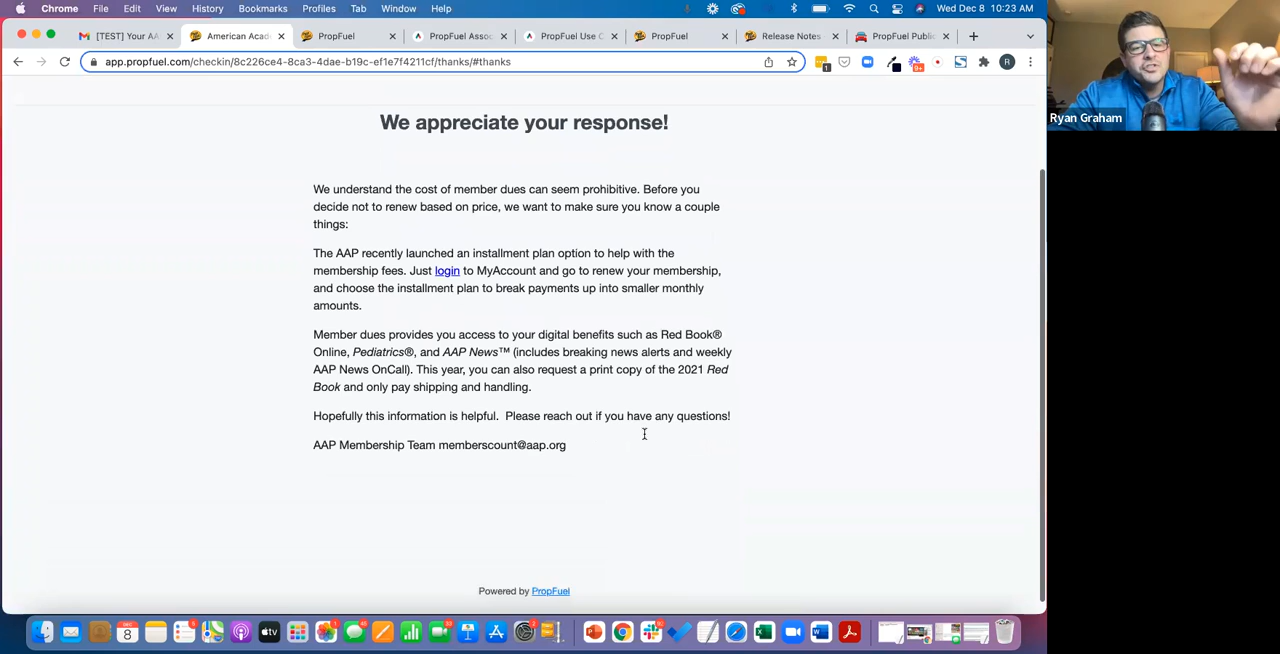 Chrome File Edit View History Bookmarks Profiles Tab Window Help Wed Dec 8 10:23 AM
[TEST] Your AA American Acad PropFuel PropFuel Assoc PropFuel Use C PropFuel Release Notes PropFuel Public
app.propfuel.com/checkin/8c226ce4-8ca3-4dae-b19c-ef1e7f4211cf/thanks/#thanks
Ryan Graham
We appreciate your response!
We understand the cost of member dues can seem prohibitive. Before you
decide not to renew based on price, we want to make sure you know a couple
things:
The AAP recently launched an installment plan option to help with the
membership fees. Just login to MyAccount and go to renew your membership,
and choose the installment plan to break payments up into smaller monthly
amounts.
Member dues provides you access to your digital benefits such as Red Book®
Online, Pediatrics®, and AAP News™ (includes breaking news alerts and weekly
AAP News OnCall). This year, you can also request a print copy of the 2021 Red
Book and only pay shipping and handling.
Hopefully this information is helpful. Please reach out if you have any questions!
AAP Membership Team memberscount@aap.org
Powered by PropFuel